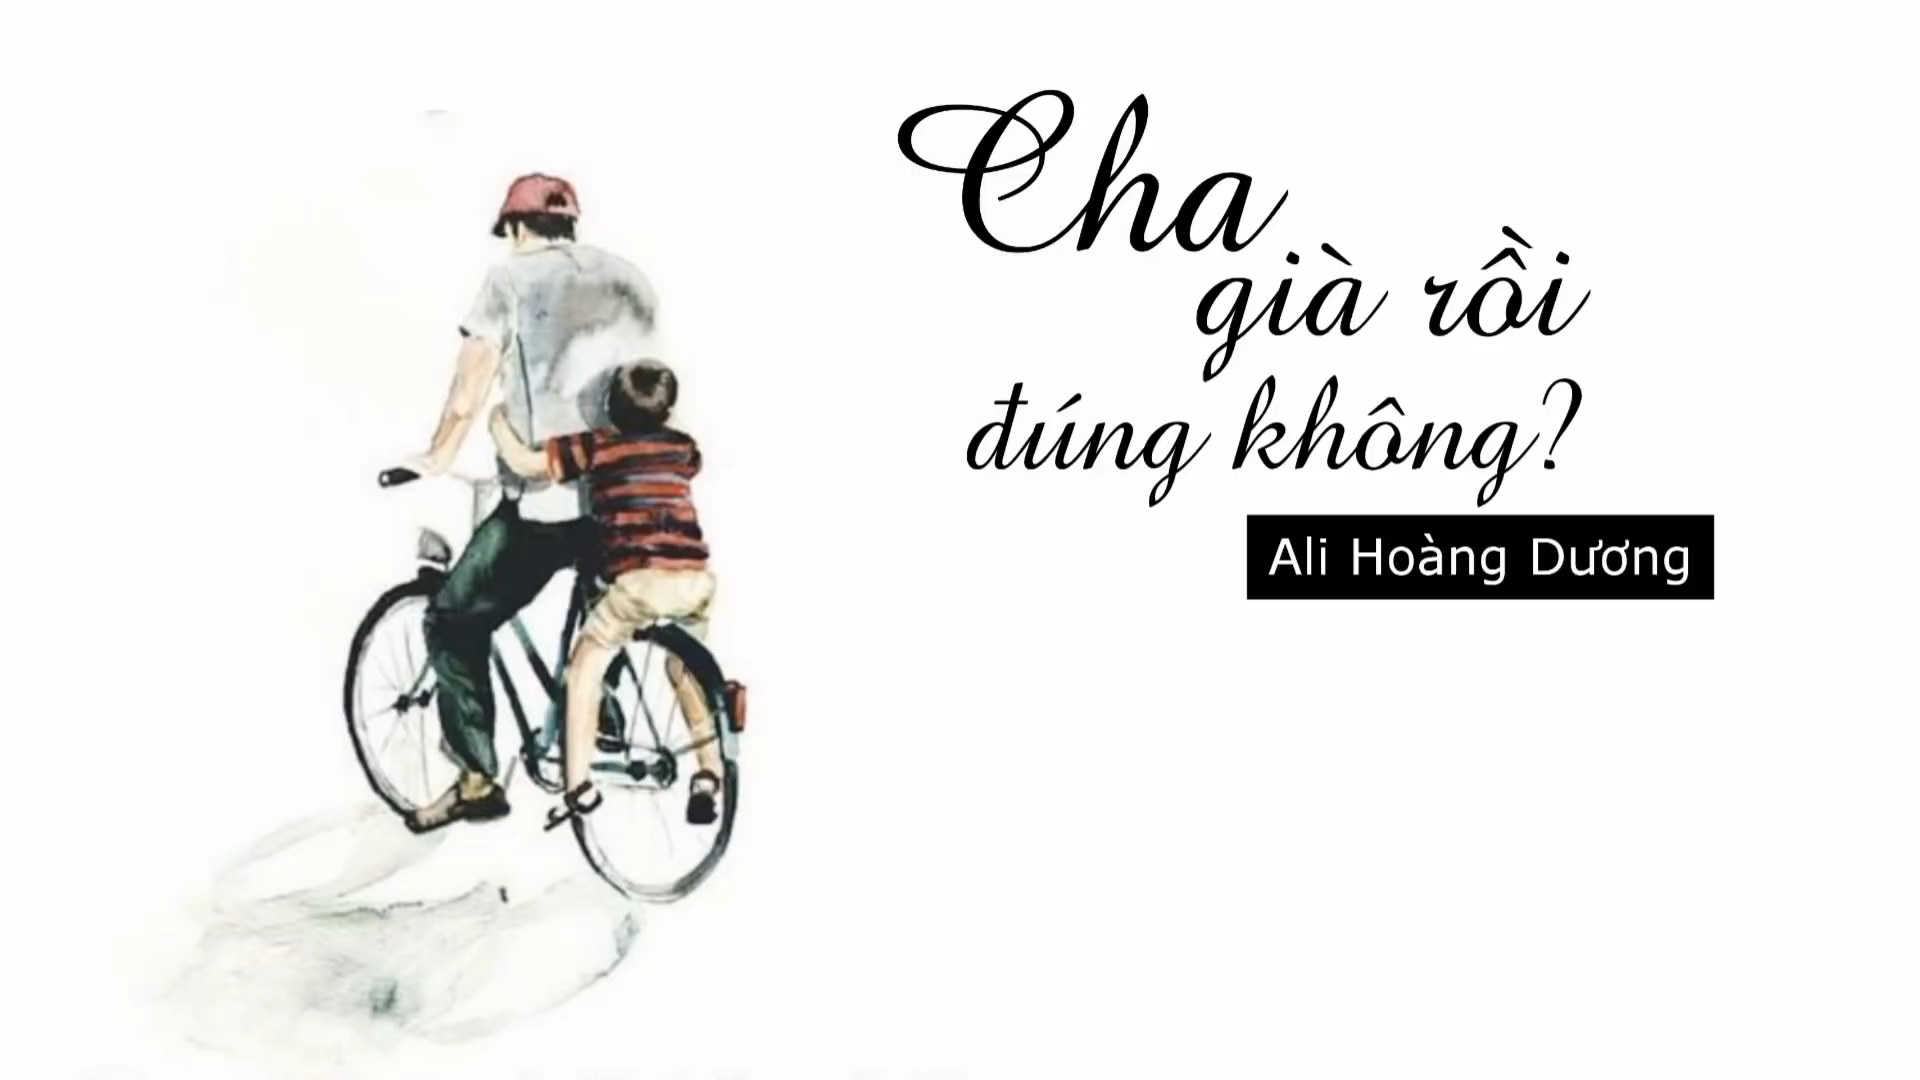 Cha
già rồi
đúng không?
Ali Hoàng Dương